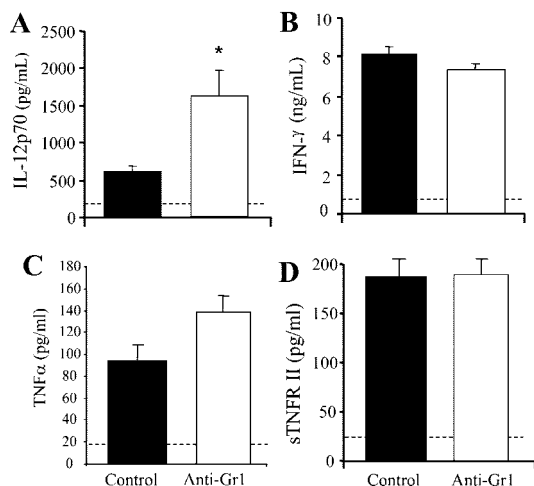 A
IL-12p70 (pg/mL)
2500
2000
1500
1000
500
0
*
B
IFN-γ (ng/mL)
10
8
6
4
2
0
C
TNFα (pg/ml)
180
160
140
120
100
80
60
40
20
0
Control
Anti-Gr1
D
sTNFR II (pg/ml)
200
150
100
50
0
Control
Anti-Gr1